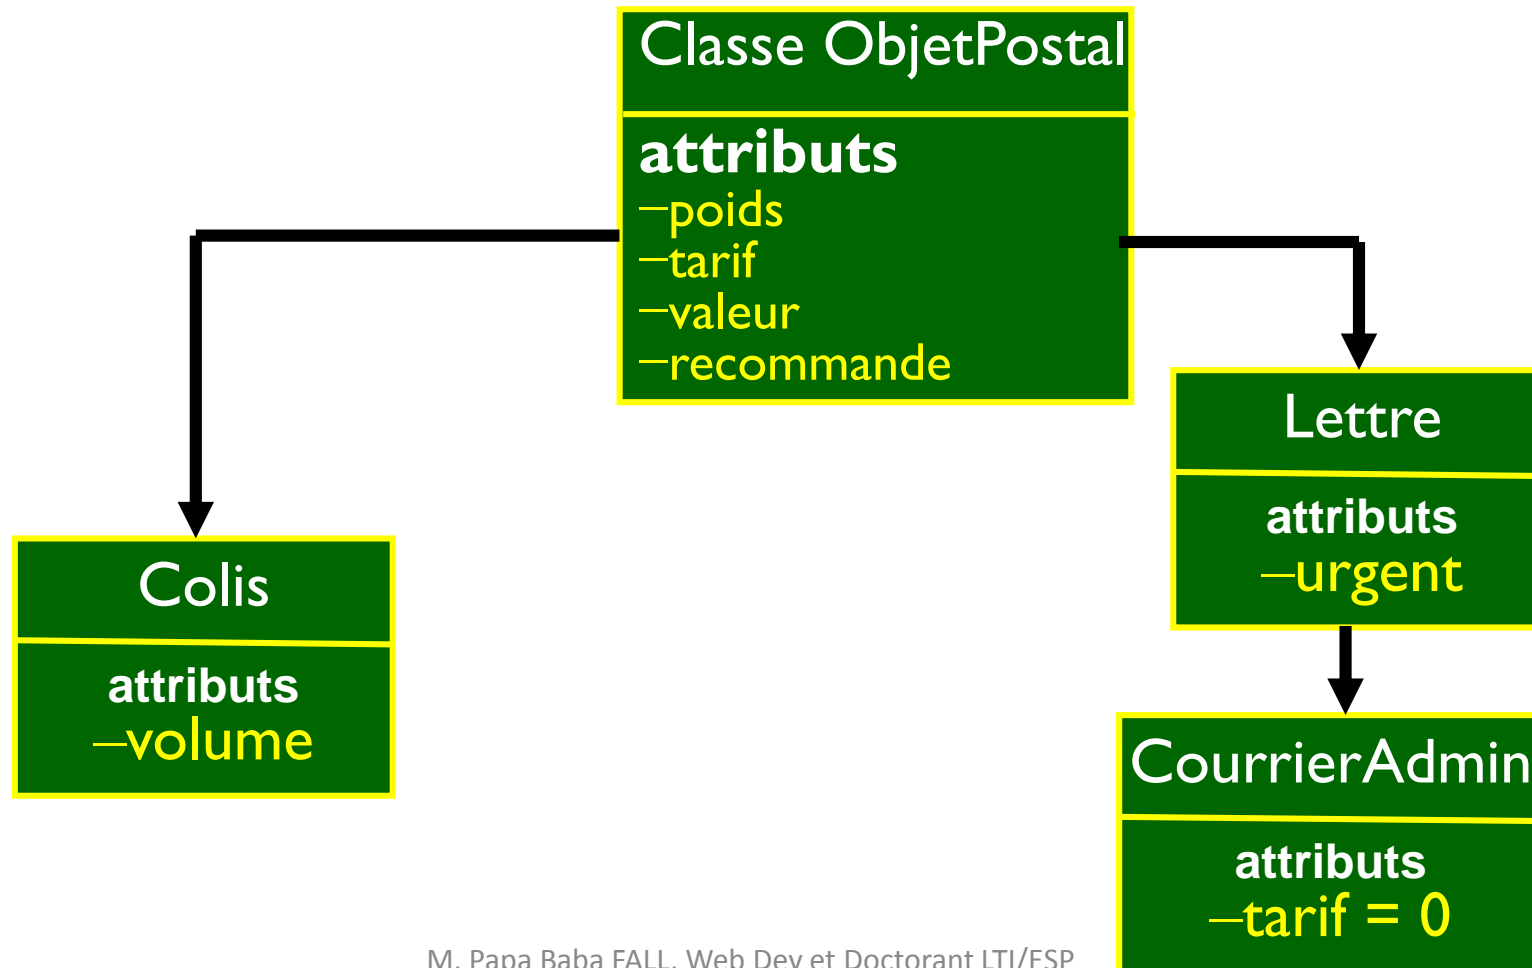 Classe ObjetPostal
attributs
–poids
–tarif
–valeur
–recommande
Lettre
attributs
–urgent
Colis
attributs
–volume
CourrierAdmin
attributs
–tarif = 0
M. Papa Baba FALL, Web Dev et Doctorant LTI/ESP